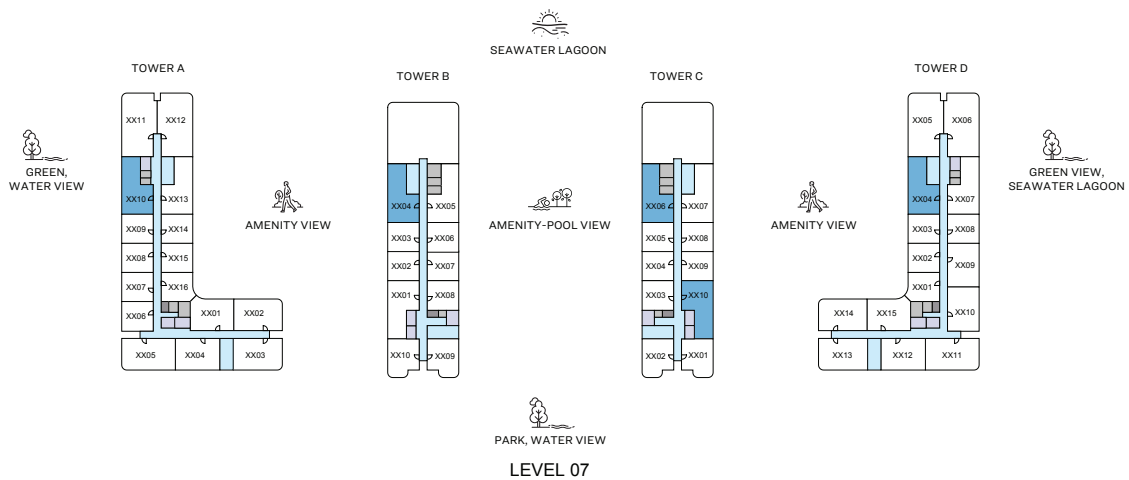 SEAWATER LAGOON
TOWER A
TOWER B
TOWER C
TOWER D
XX11
XX12
XX10
XX13
XX09
XX14
XX08
XX15
XX07
XX16
XX06
XX01
XX02
XX05
XX04
XX03
XX04
XX05
XX03
XX06
XX02
XX07
XX01
XX08
XX10
XX09
XX06
XX07
XX05
XX08
XX04
XX09
XX03
XX10
XX02
XX01
XX05
XX06
XX04
XX07
XX03
XX08
XX02
XX09
XX01
XX10
XX14
XX15
XX13
XX12
XX11
GREEN,
WATER VIEW
AMENITY VIEW
AMENITY-POOL VIEW
AMENITY VIEW
GREEN VIEW,
SEAWATER LAGOON
PARK, WATER VIEW
LEVEL 07